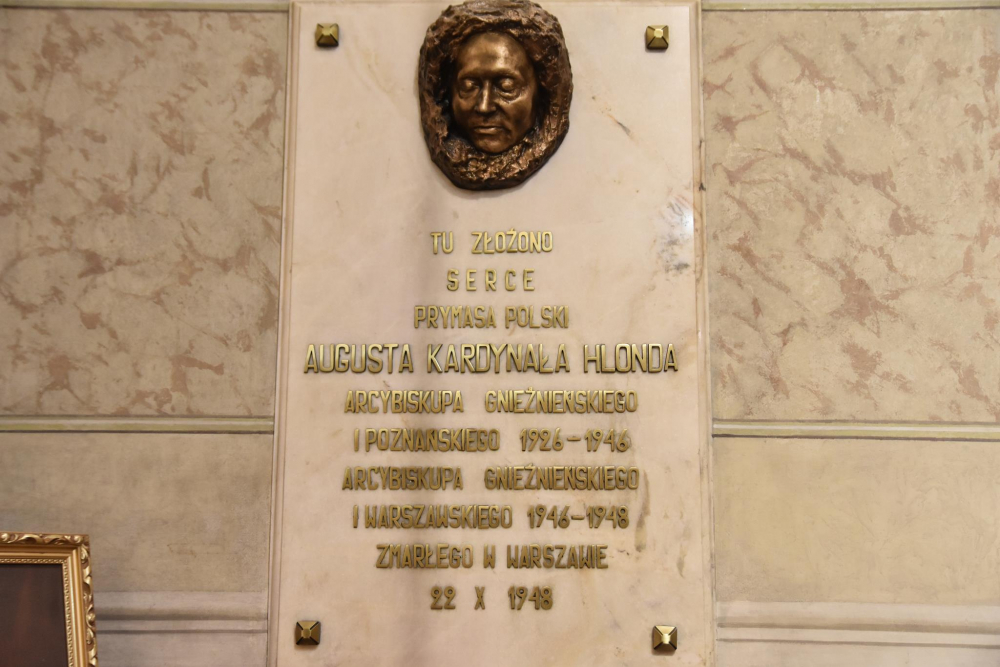 TU ZŁOŻONO
SERCE
PRYMASA POLSKI
AUGUSTA KARDYNAŁA HLONDA
ARCYBISKUPA GNIEŹNIEŃSKIEGO
I POZNAŃSKIEGO 1926-1946
ARCYBISKUPA GNIEŹNIEŃSKIEGO
I WARSZAWSKIEGO 1946-1948
ZMARŁEGO W WARSZAWIE
22 X 1948